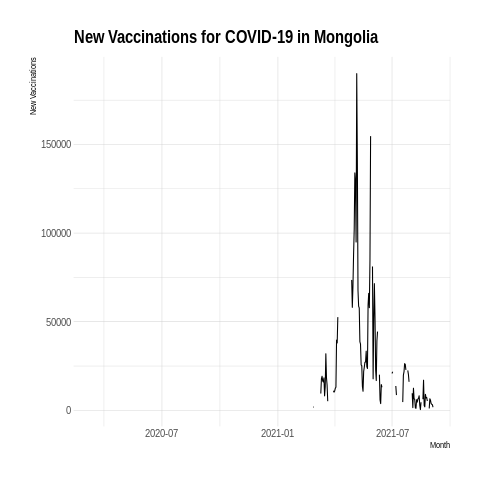 New Vaccinations for COVID-19 in Mongolia
New Vaccinations
150000
100000
50000
0
2020-07
2021-01
2021-07
Month